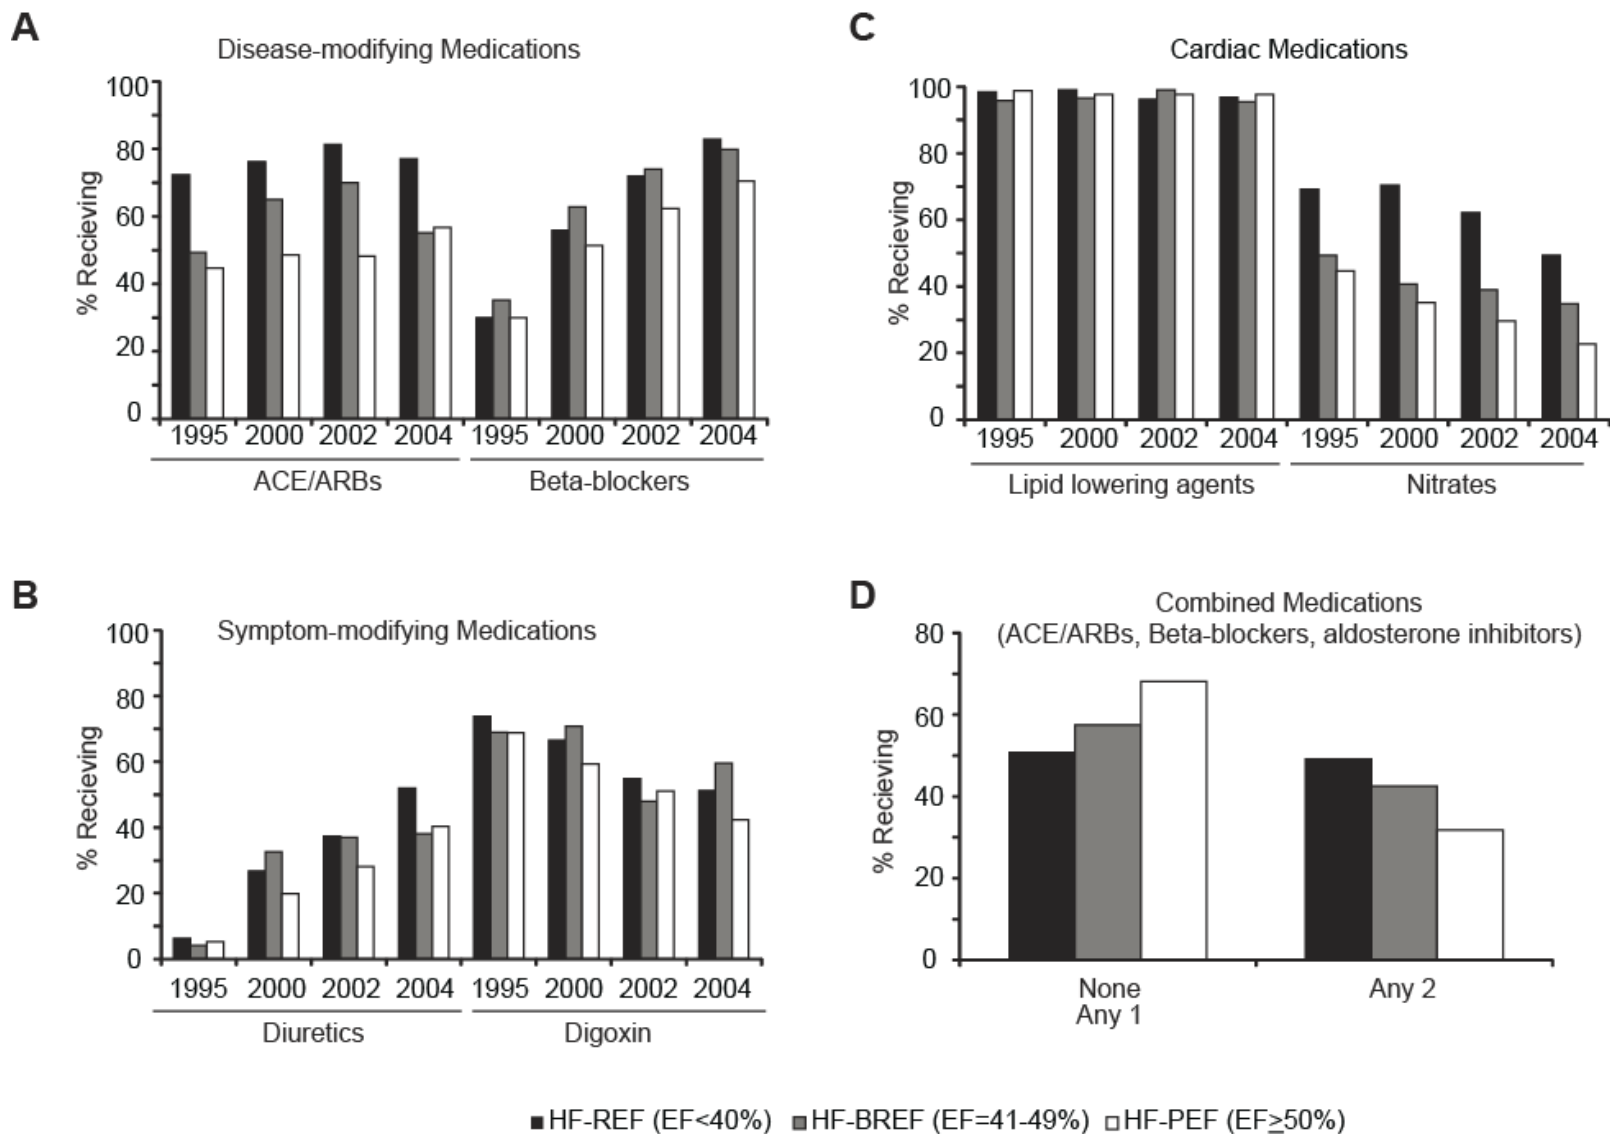 A
Disease-modifying Medications
% Recieving
100
80
60
40
20
0
1995 2000 2002 2004 1995 2000 2002 2004
ACE/ARBs Beta-blockers
C
Cardiac Medications
% Recieving
100
80
60
40
20
0
1995 2000 2002 2004 1995 2000 2002 2004
Lipid lowering agents Nitrates
B
Symptom-modifying Medications
% Recieving
100
80
60
40
20
0
1995 2000 2002 2004 1995 2000 2002 2004
Diuretics Digoxin
D
Combined Medications
(ACE/ARBs, Beta-blockers, aldosterone inhibitors)
% Recieving
80
60
40
20
0
None Any 2
Any 1
HF-REF (EF<40%) HF-BREF (EF=41-49%) HF-PEF (EF≥50%)